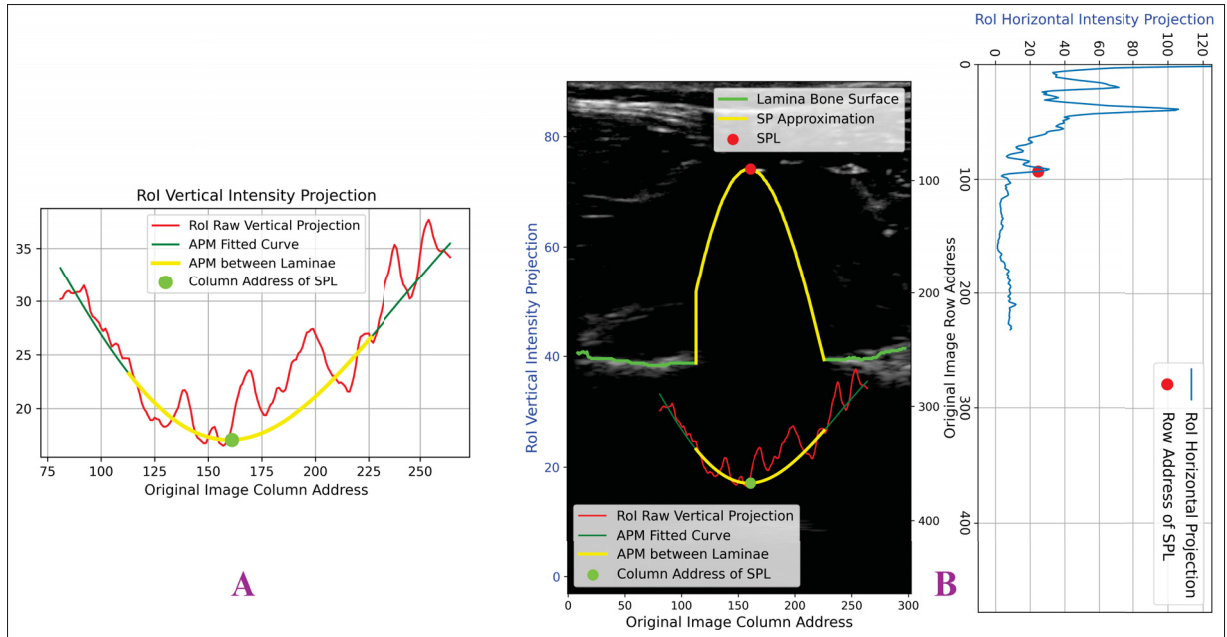 RoI Vertical Intensity Projection
RoI Raw Vertical Projection
APM Fitted Curve
APM between Laminae
Column Address of SPL
35
30
25
20
75
100
125
150
175
200
225
250
Original Image Column Address
A
Lamina Bone Surface
SP Approximation
SPL
80
60
40
20
0
RoI Vertical Intensity Projection
100
200
300
400
RoI Raw Vertical Projection
APM Fitted Curve
APM between Laminae
Column Address of SPL
0
50
100
150
200
250
300
Original Image Column Address
B
RoI Horizontal Intensity Projection
0
20
40
60
80
100
120
0
100
200
300
400
Original Image Row Address
RoI Horizontal Projection
Row Address of SPL